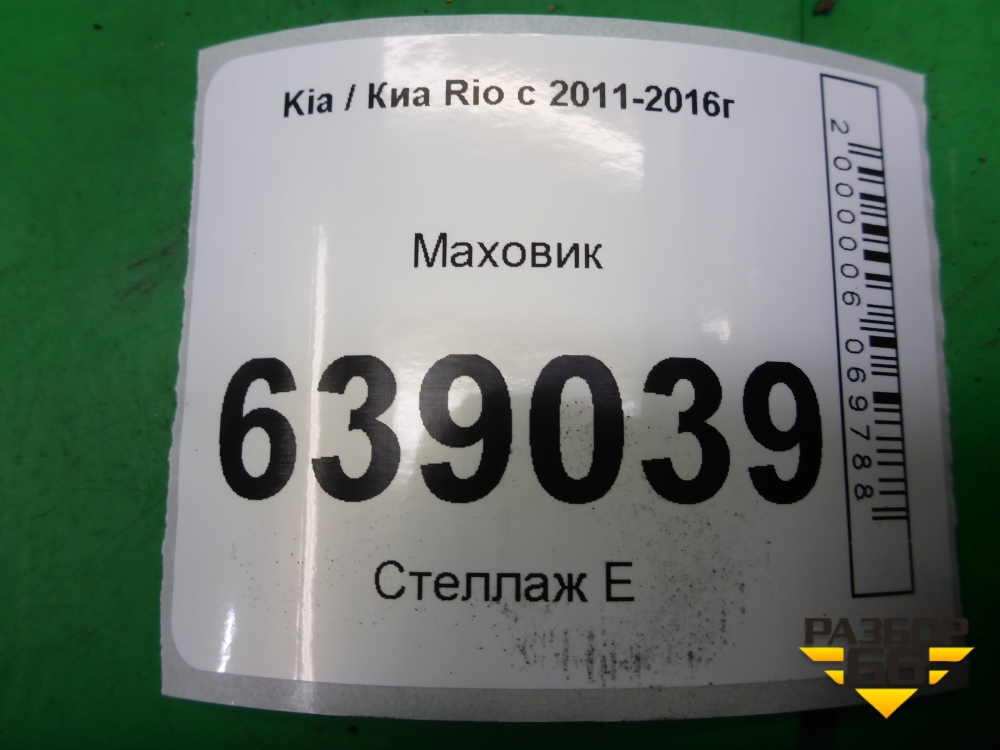 Kia / Киа Rio с 2011-2016г
Маховик
639039
Стеллаж Е
2000006069788
РАЗБОР
66